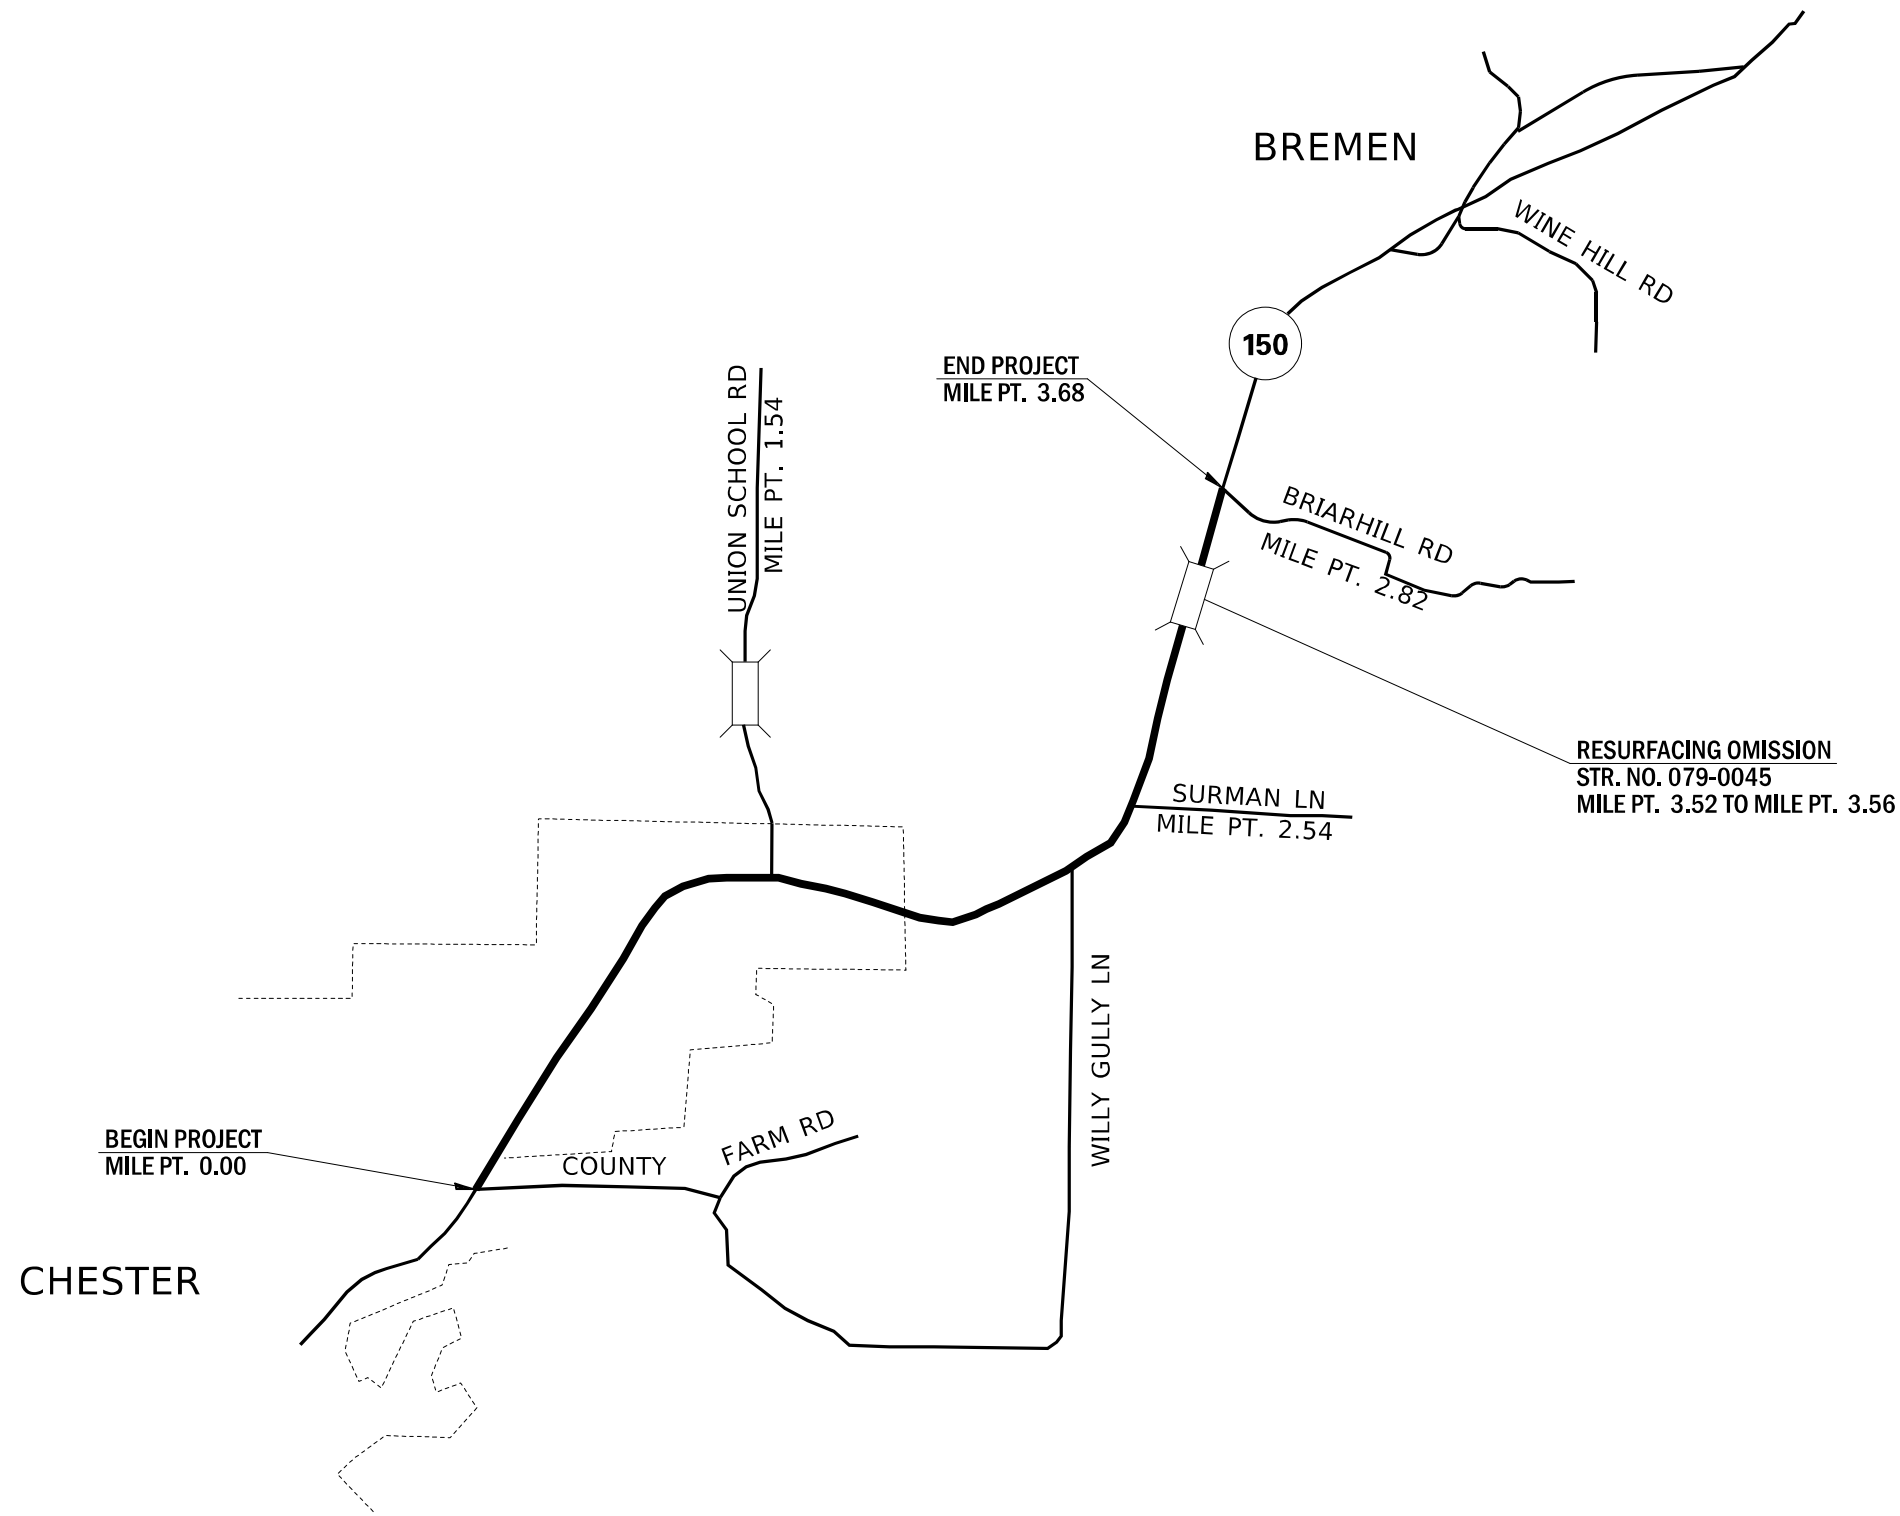 BREMEN
WINE HILL RD
150
END PROJECT
MILE PT. 3.68
UNION SCHOOL RD
MILE PT. 1.54
BRIARHILL RD
MILE PT. 2.82
RESURFACING OMISSION
STR. NO. 079-0045
MILE PT. 3.52 TO MILE PT. 3.56
SURMAN LN
MILE PT. 2.54
WILLY GULLY LN
BEGIN PROJECT
MILE PT. 0.00
COUNTY FARM RD
CHESTER